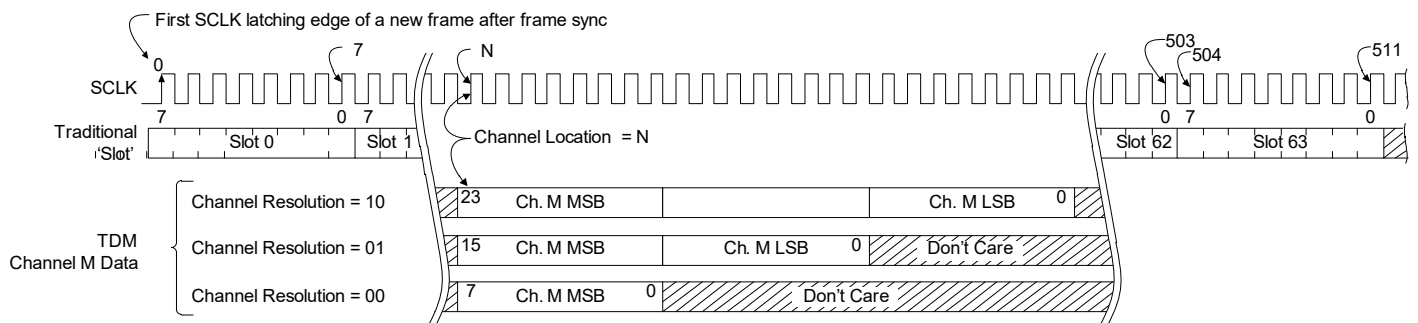 First SCLK latching edge of a new frame after frame sync
0 7 N 503 504 511
SCLK
7 0 7 0 7 0
Traditional 'Slot'
Slot 0 Slot 1 Slot 62 Slot 63
Channel Location = N
TDM Channel M Data
Channel Resolution = 10 23 Ch. M MSB Ch. M LSB 0
Channel Resolution = 01 15 Ch. M MSB Ch. M LSB 0 Don't Care
Channel Resolution = 00 7 Ch. M MSB 0 Don't Care